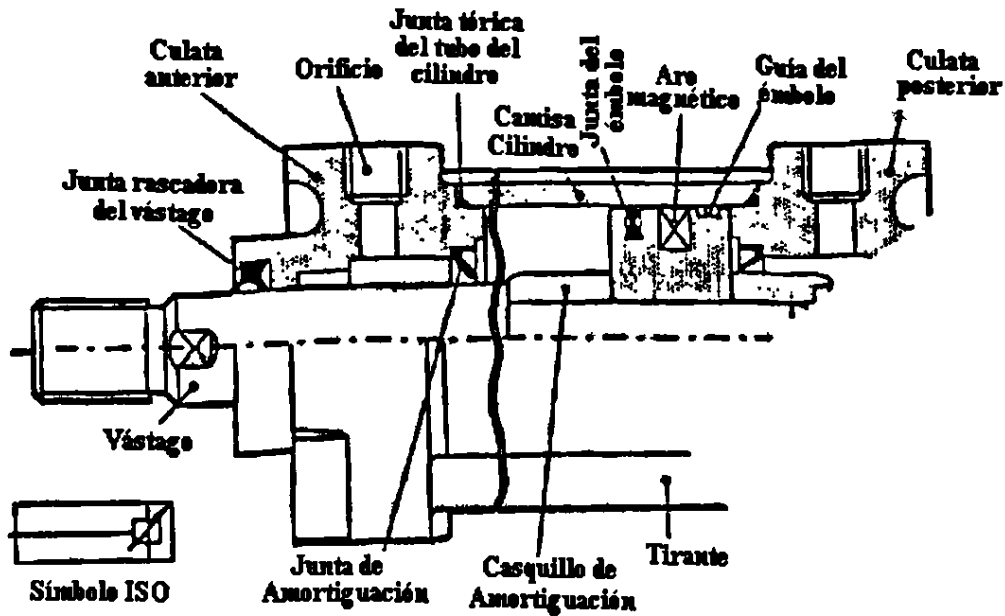 Junta tórica
del tubo del
cilindro
Culata
anterior
Orificio
Junta del
émbolo
Aro
magnético
Guía del
émbolo
Culata
posterior
Camisa
Cilindro
Junta rascadora
del vástago
Vástago
Símbolo ISO
Junta de
Amortiguación
Casquillo de
Amortiguación
Tirante